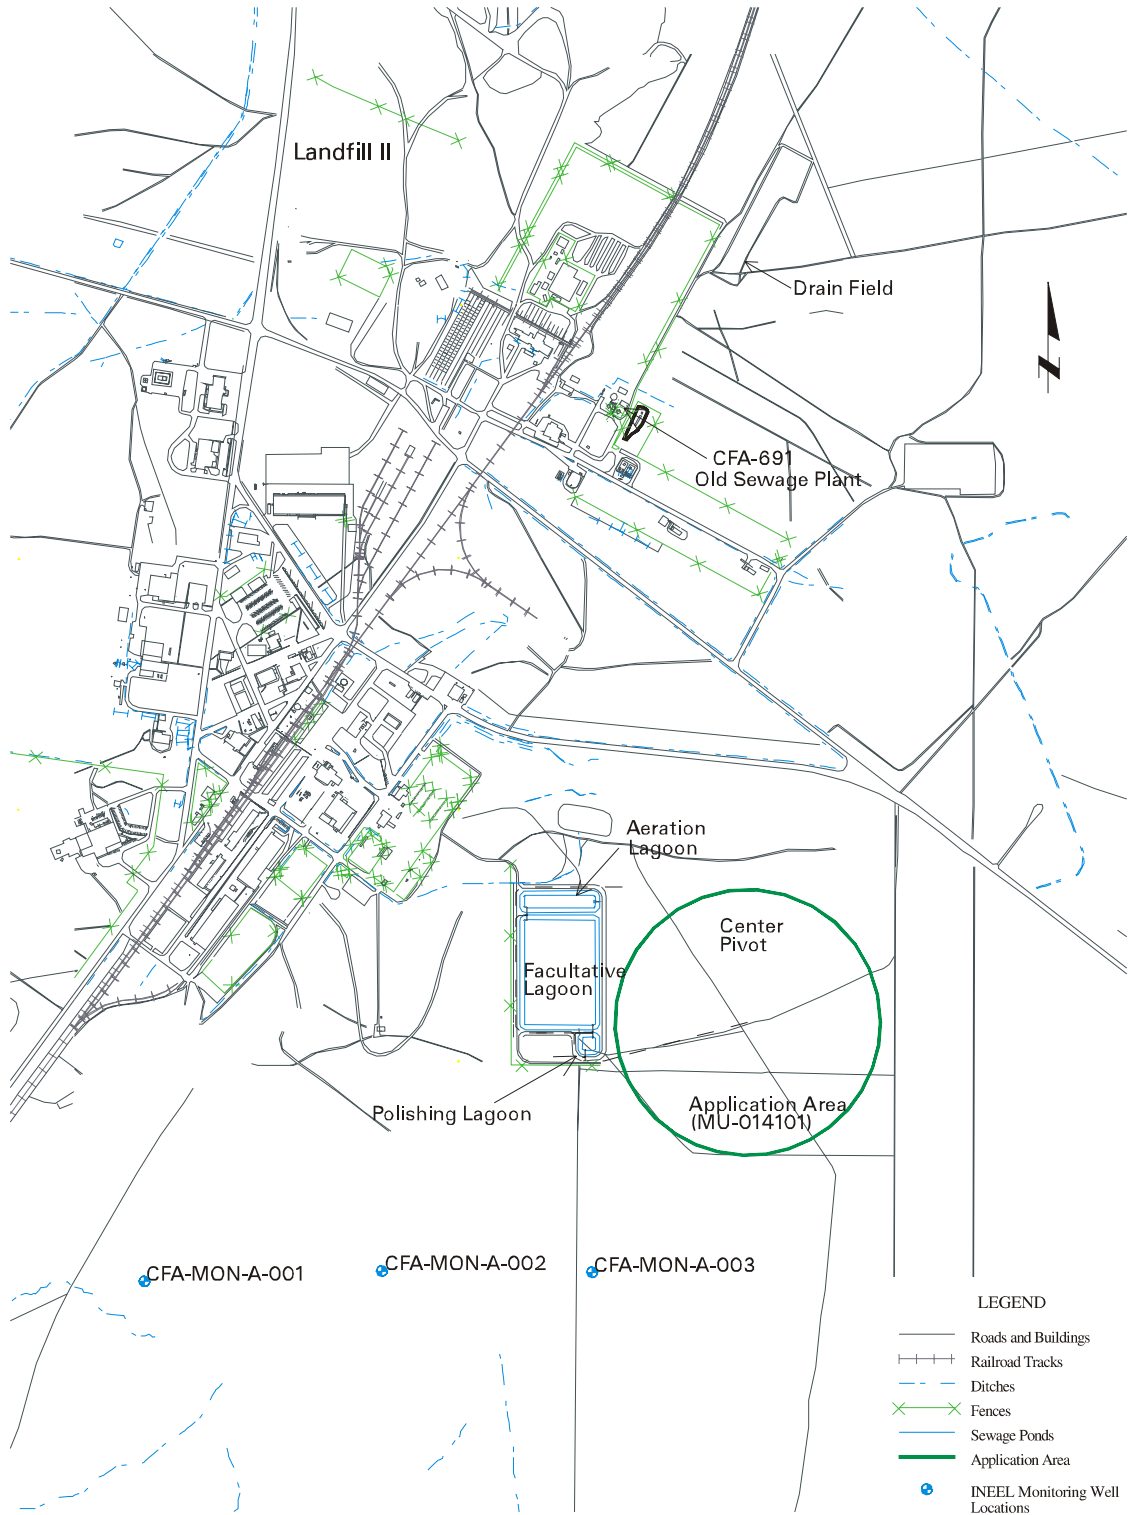 Landfill II
Drain Field
CFA-691
Old Sewage Plant
Aeration
Lagoon
Center
Pivot
Facultative
Lagoon
Polishing Lagoon
Application Area
(MU-014101)
CFA-MON-A-001
CFA-MON-A-002
CFA-MON-A-003
LEGEND
Roads and Buildings
Railroad Tracks
Ditches
Fences
Sewage Ponds
Application Area
INEEL Monitoring Well
Locations